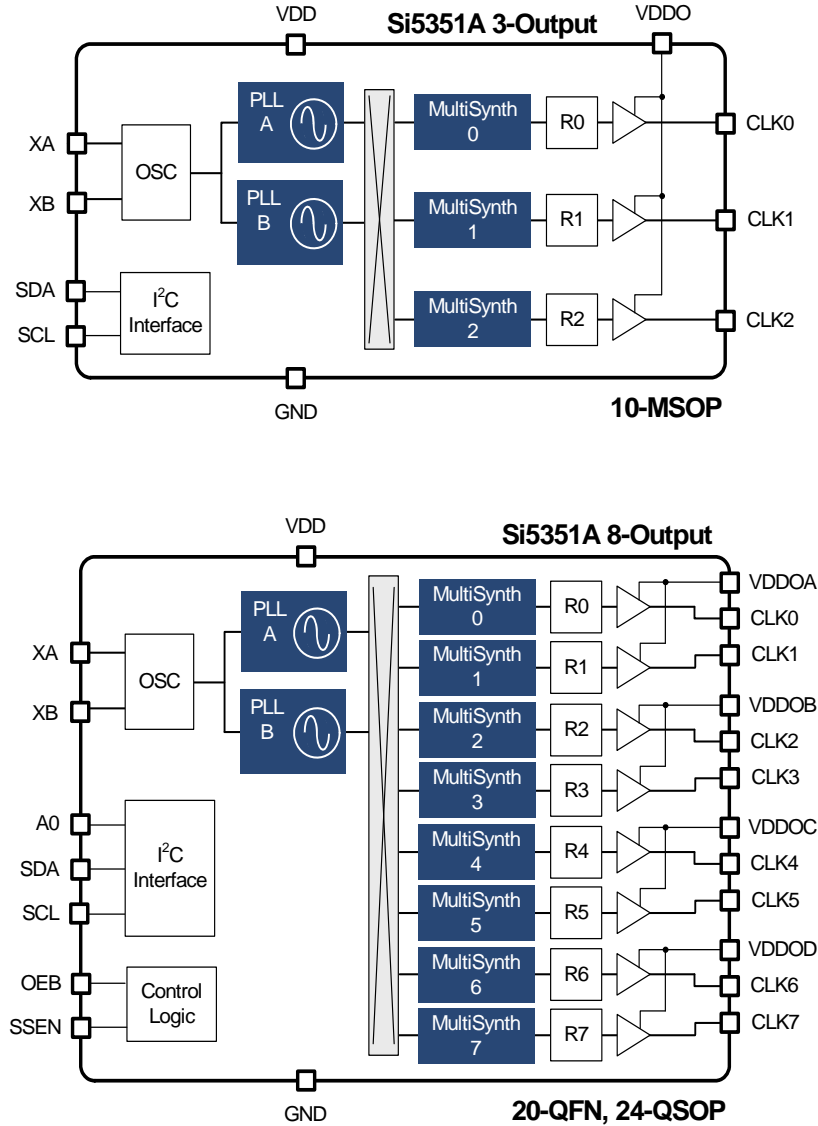 VDD
Si5351A 3-Output
VDDO
PLL
A
MultiSynth
0
R0
CLK0
XA
OSC
XB
PLL
B
MultiSynth
1
R1
CLK1
SDA
I²C
Interface
SCL
MultiSynth
2
R2
CLK2
GND
10-MSOP
VDD
Si5351A 8-Output
VDDOA
MultiSynth
0
R0
CLK0
PLL
A
XA
OSC
XB
MultiSynth
1
R1
CLK1
PLL
B
VDDOB
MultiSynth
2
R2
CLK2
MultiSynth
3
R3
CLK3
A0
I²C
Interface
SDA
SCL
VDDOC
MultiSynth
4
R4
CLK4
MultiSynth
5
R5
CLK5
OEB
Control
Logic
SSEN
VDDOD
MultiSynth
6
R6
CLK6
MultiSynth
7
R7
CLK7
GND
20-QFN, 24-QSOP